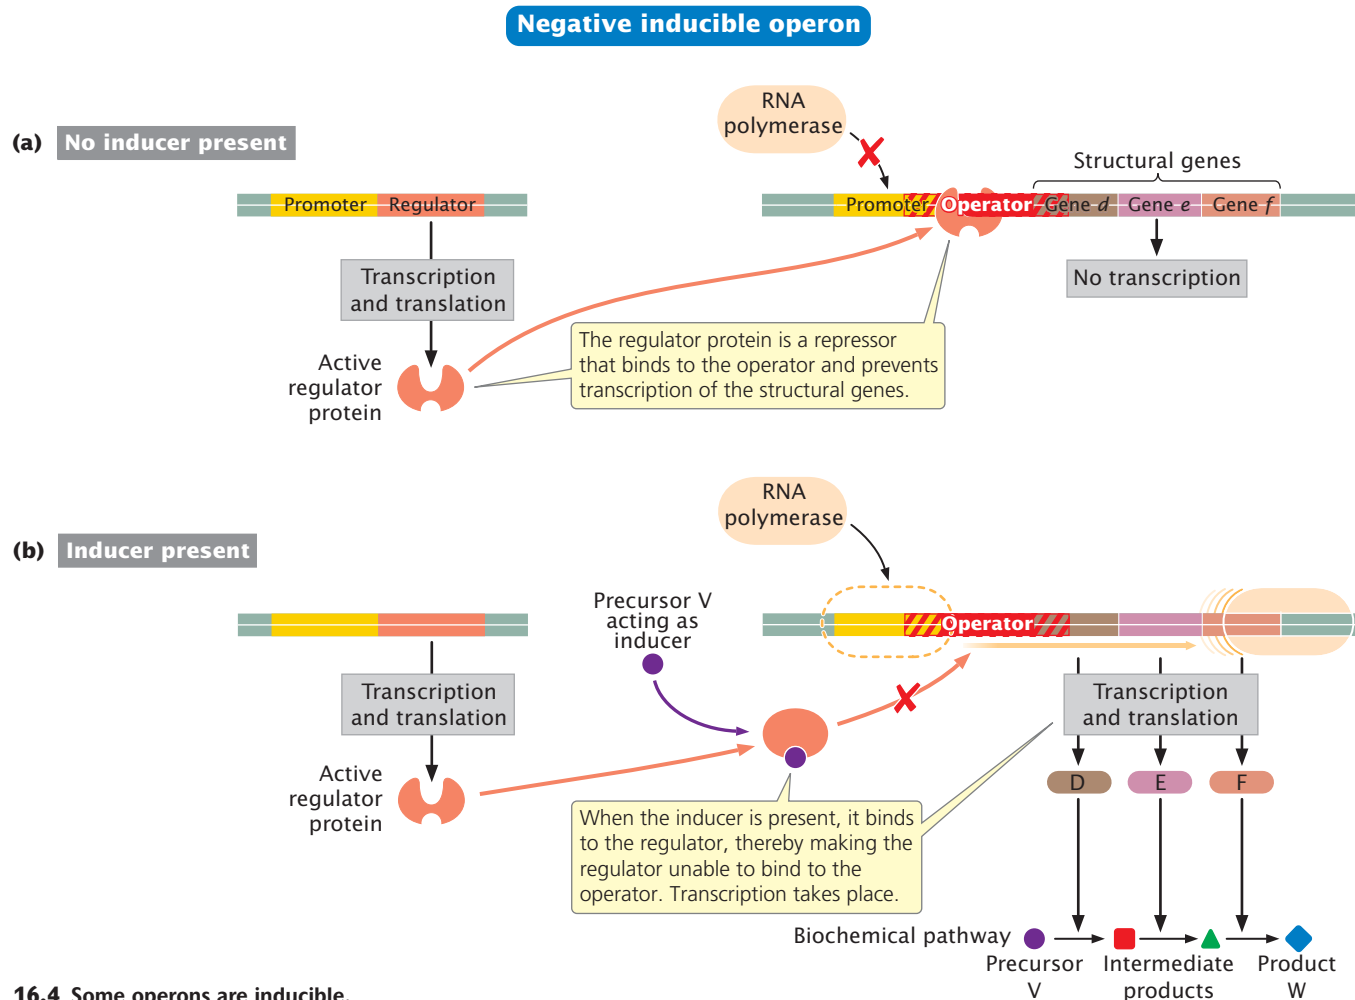 Negative inducible operon
(a) No inducer present
RNA
polymerase
Structural genes
Promoter Regulator
Promoter Operator Gene d Gene e Gene f
Transcription
and translation
No transcription
Active
regulator
protein
The regulator protein is a repressor
that binds to the operator and prevents
transcription of the structural genes.
(b) Inducer present
RNA
polymerase
Precursor V
acting as
inducer
Operator
Transcription
and translation
Transcription
and translation
Active
regulator
protein
D E F
When the inducer is present, it binds
to the regulator, thereby making the
regulator unable to bind to the
operator. Transcription takes place.
Biochemical pathway
Precursor
V
Intermediate
products
Product
W
16.4 Some operons are inducible.